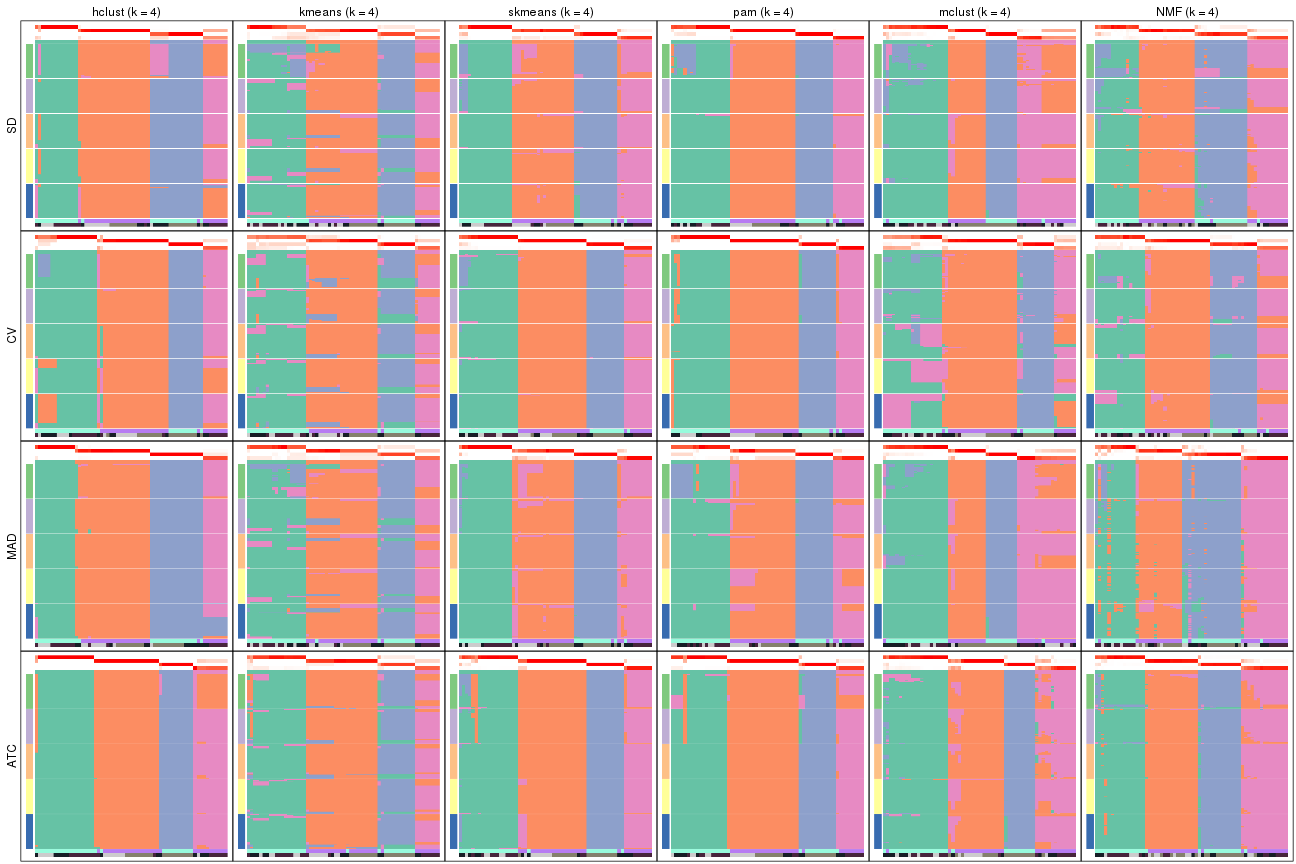 hclust (k = 4) kmeans (k = 4) skmeans (k = 4) pam (k = 4) mclust (k = 4) NMF (k = 4)
SD
CV
MAD
ATC